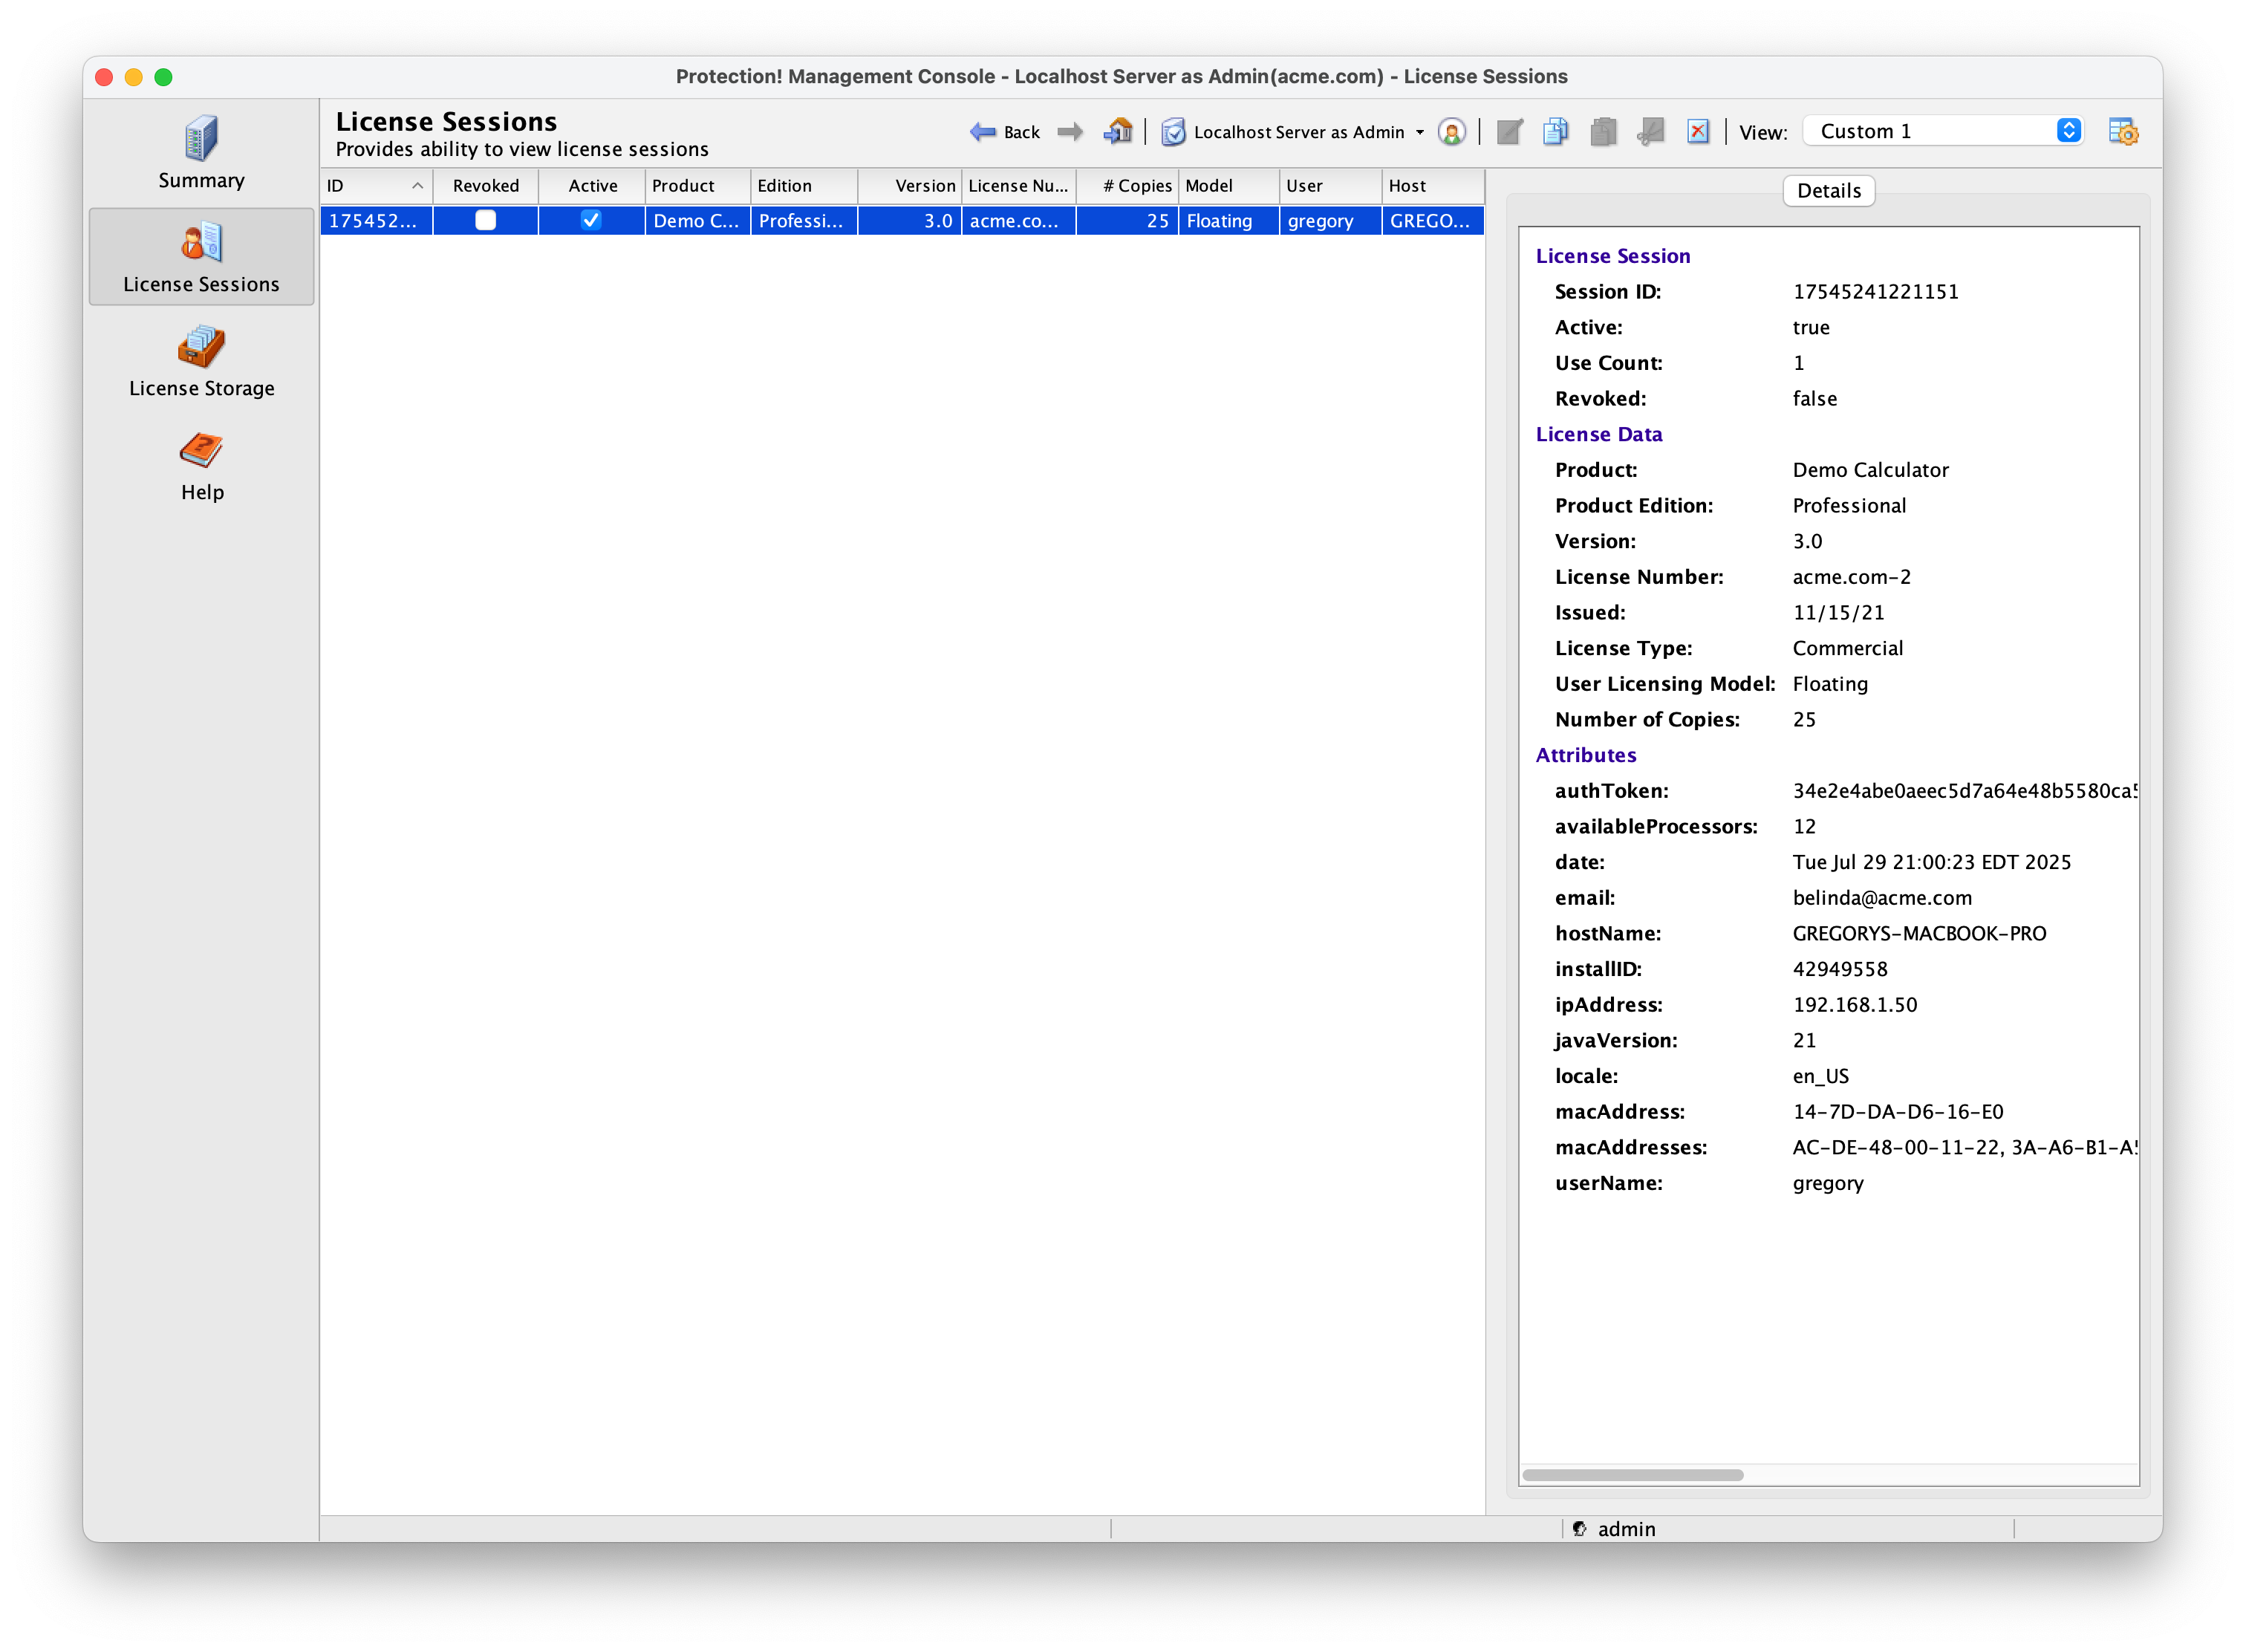 Protection! Management Console - Localhost Server as Admin(acme.com) - License Sessions
Summary
License Sessions
License Storage
Help
License Sessions
Provides ability to view license sessions
Back
Localhost Server as Admin
View:
Custom 1
ID Revoked Active Product Edition Version License Nu... # Copies Model User Host
175452... Demo C... Professi... 3.0 acme.co... 25 Floating gregory GREGO...
Details
License Session
Session ID: 17545241221151
Active: true
Use Count: 1
Revoked: false
License Data
Product: Demo Calculator
Product Edition: Professional
Version: 3.0
License Number: acme.com-2
Issued: 11/15/21
License Type: Commercial
User Licensing Model: Floating
Number of Copies: 25
Attributes
authToken: 34e2e4abe0aeec5d7a64e48b5580ca5
availableProcessors: 12
date: Tue Jul 29 21:00:23 EDT 2025
email: belinda@acme.com
hostName: GREGORYS-MACBOOK-PRO
installID: 42949558
ipAddress: 192.168.1.50
javaVersion: 21
locale: en_US
macAddress: 14-7D-DA-D6-16-E0
macAddresses: AC-DE-48-00-11-22, 3A-A6-B1-A5
userName: gregory
admin